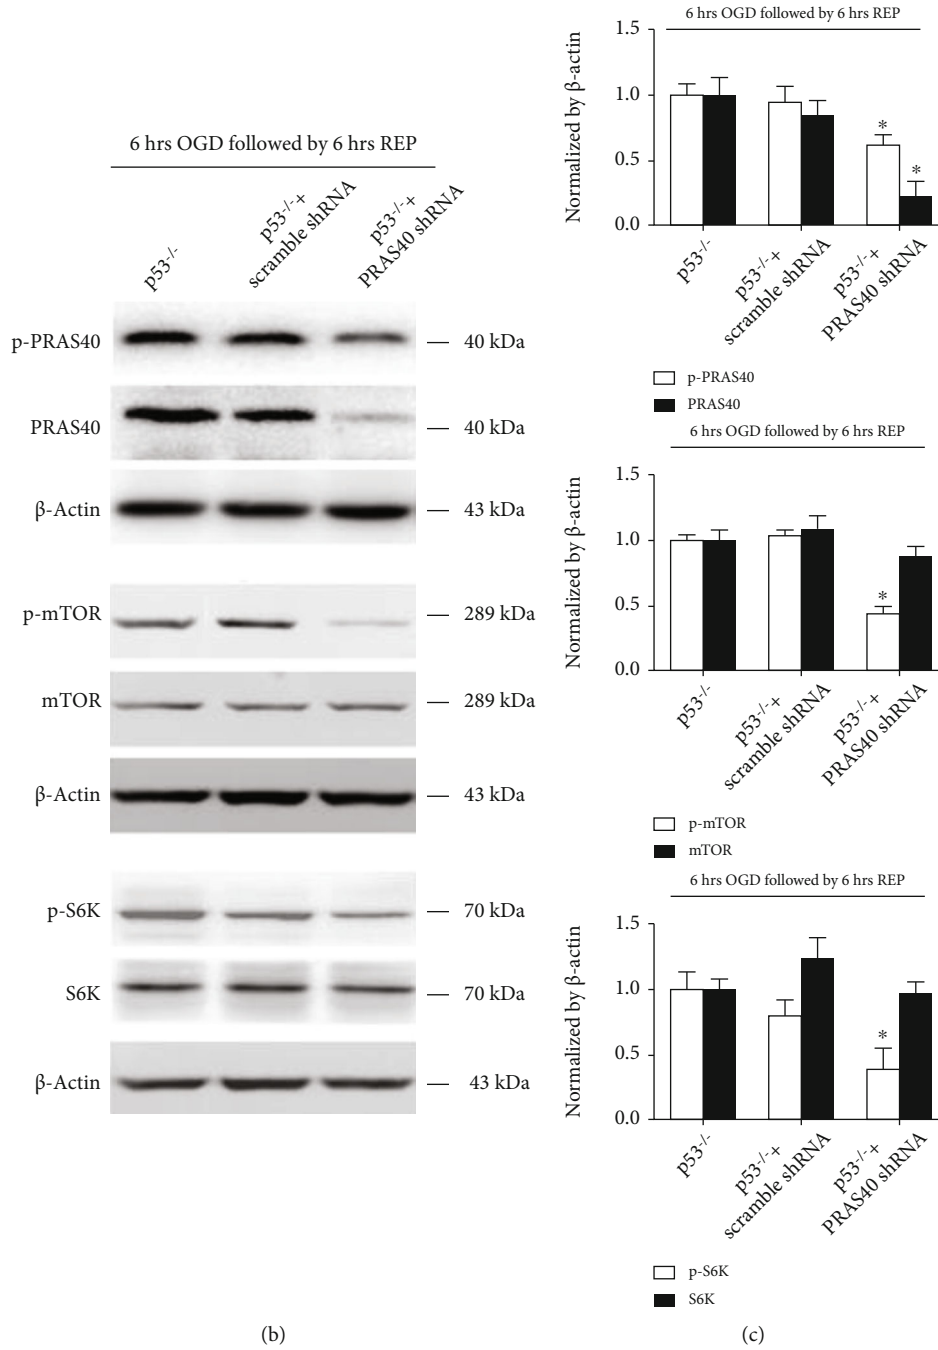 6 hrs OGD followed by 6 hrs REP
p53-/-
p53-/-+
scramble shRNA
p53-/-+
PRAS40 shRNA
p-PRAS40
40 kDa
PRAS40
40 kDa
β-Actin
43 kDa
p-mTOR
289 kDa
mTOR
289 kDa
β-Actin
43 kDa
p-S6K
70 kDa
S6K
70 kDa
β-Actin
43 kDa
(b)
6 hrs OGD followed by 6 hrs REP
Normalized by β-actin
1.5
1.0
0.5
0.0
*
*
p53-/-
p53-/-+
scramble shRNA
p53-/-+
PRAS40 shRNA
p-PRAS40
PRAS40
6 hrs OGD followed by 6 hrs REP
Normalized by β-actin
1.5
1.0
0.5
0.0
*
p53-/-
p53-/-+
scramble shRNA
p53-/-+
PRAS40 shRNA
p-mTOR
mTOR
6 hrs OGD followed by 6 hrs REP
Normalized by β-actin
1.5
1.0
0.5
0.0
*
p53-/-
p53-/-+
scramble shRNA
p53-/-+
PRAS40 shRNA
p-S6K
S6K
(c)